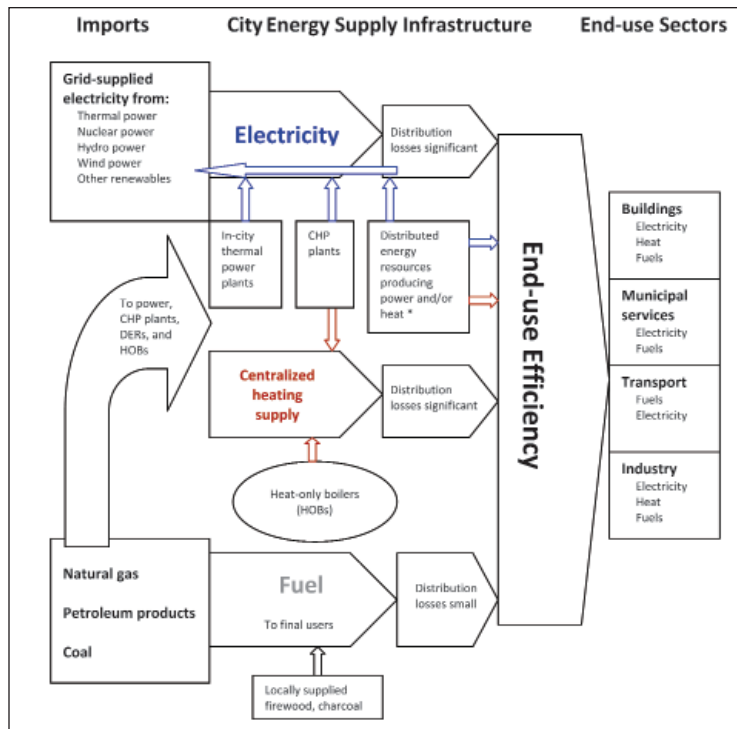 Imports
City Energy Supply Infrastructure
End-use Sectors
Grid-supplied
electricity from:
Thermal power
Nuclear power
Hydro power
Wind power
Other renewables
Electricity
Distribution
losses significant
In-city
thermal
power
plants
CHP
plants
Distributed
energy
resources
producing
power and/or
heat *
To power,
CHP plants,
DERs, and
HOBs
Centralized
heating
supply
Distribution
losses significant
Heat-only boilers
(HOBs)
Natural gas
Petroleum products
Coal
Fuel
To final users
Distribution
losses small
Locally supplied
firewood, charcoal
End-use Efficiency
Buildings
Electricity
Heat
Fuels
Municipal
services
Electricity
Fuels
Transport
Fuels
Electricity
Industry
Electricity
Heat
Fuels